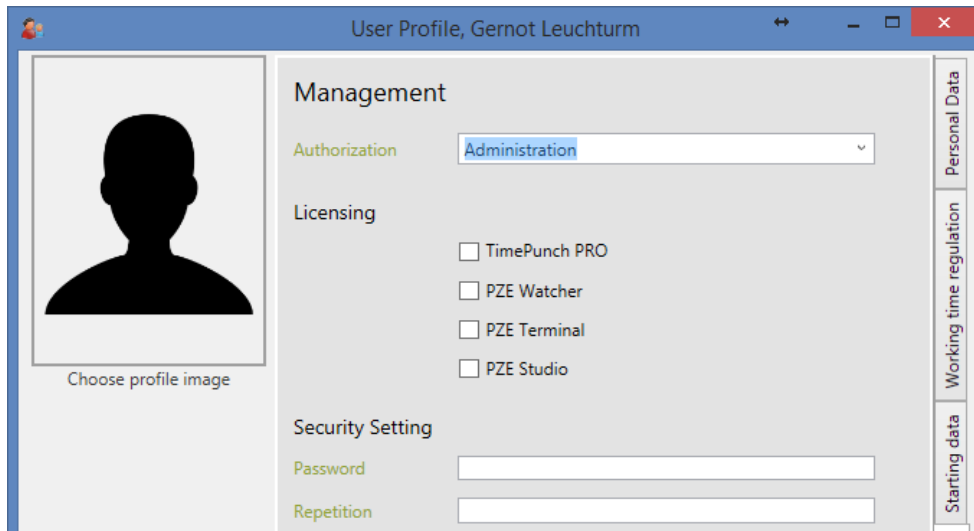 User Profile, Gernot Leuchturm
Choose profile image
Management
Authorization Administration
Licensing
TimePunch PRO
PZE Watcher
PZE Terminal
PZE Studio
Security Setting
Password
Repetition
Personal Data
Working time regulation
Starting data